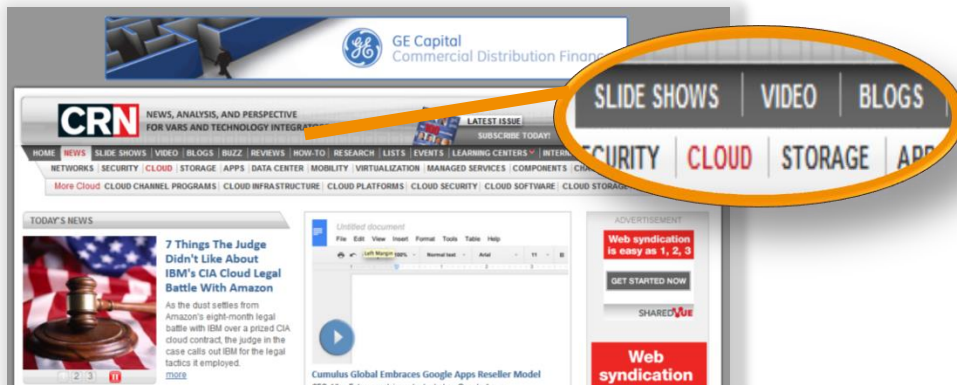 GE Capital
Commercial Distribution
SLIDE SHOWS | VIDEO | BLOGS
CLOUD | STORAGE
CRN
NEWS, ANALYSIS, AND PERSPECTIVE
FOR VARS AND TECHNOLOGY
LATEST ISSUE
SUBSCRIBE TODAY!
HOME NEWS SLIDE SHOWS VIDEO BLOGS BUZZ REVIEWS HOW-TO RESEARCH LISTS EVENTS LEARNING CENTERS
NETWORKS SECURITY CLOUD STORAGE APPS DATA CENTER MOBILITY VIRTUALIZATION MANAGED SERVICES COMPONENTS
More Cloud CLOUD CHANNEL PROGRAMS CLOUD INFRASTRUCTURE CLOUD PLATFORMS CLOUD SECURITY CLOUD SOFTWARE CLOUD STORAGE
TODAY'S NEWS
7 Things The Judge
Didn't Like About
IBM's CIA Cloud Legal
Battle With Amazon
As the dust settles from
Amazon's eight-month legal
battle with IBM over a prized CIA
cloud contract, the judge in the
case calls out IBM for the legal
tactics it employed.
more
2 3
Untitled document
File Edit View Insert Format Tools Table Help
Left Margin 100% Normal text Arial 11 B
Cumulus Global Embraces Google Apps Reseller Model
ADVERTISEMENT
Web syndication
is easy as 1, 2, 3
GET STARTED NOW
SHAREDVUE
Web
syndication